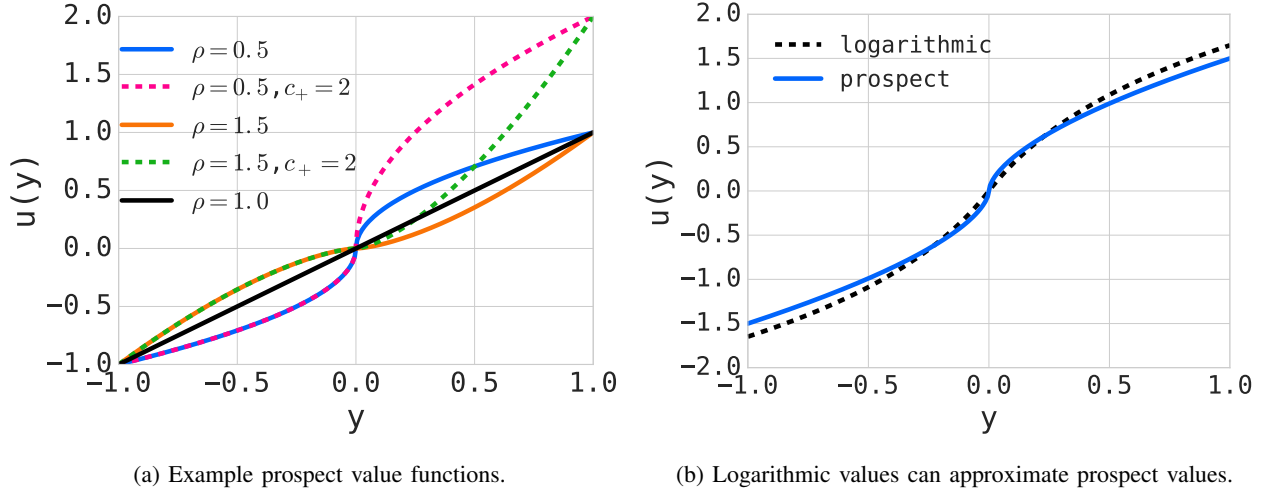 2.0
1.5
1.0
0.5
0.0
−0.5
−1.0
u(y)
ρ = 0.5
ρ = 0.5, c₊ = 2
ρ = 1.5
ρ = 1.5, c₊ = 2
ρ = 1.0
−1.0 −0.5 0.0 0.5 1.0
y
(a) Example prospect value functions.
2.0
1.5
1.0
0.5
0.0
−0.5
−1.0
−1.5
−2.0
u(y)
logarithmic
prospect
−1.0 −0.5 0.0 0.5 1.0
y
(b) Logarithmic values can approximate prospect values.